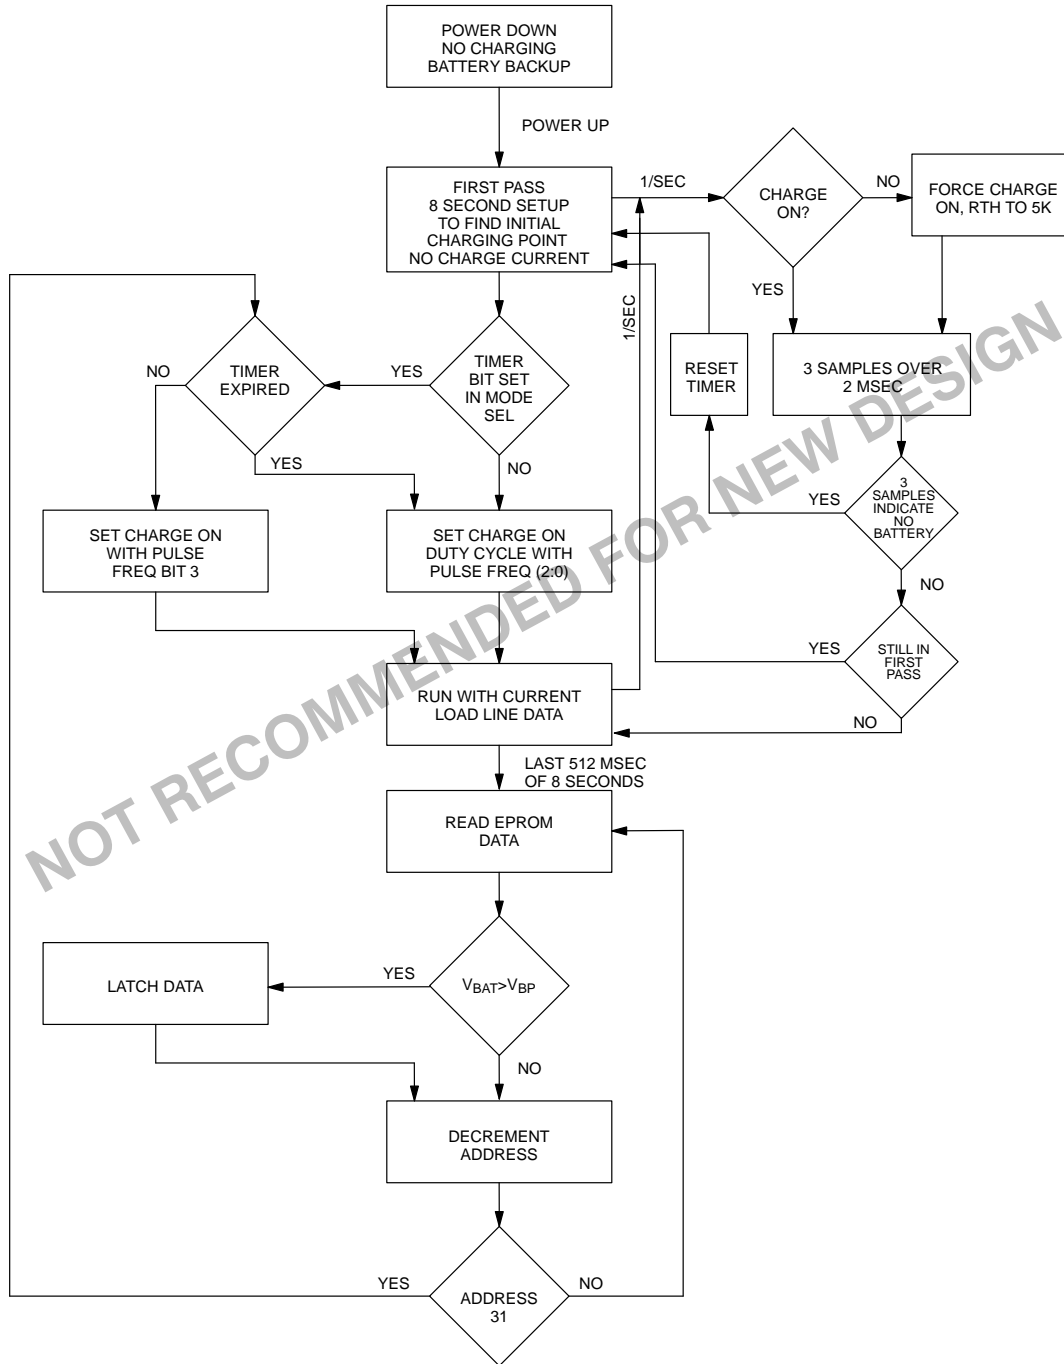 POWER DOWN
NO CHARGING
BATTERY BACKUP
POWER UP
FIRST PASS
8 SECOND SETUP
TO FIND INITIAL
CHARGING POINT
NO CHARGE CURRENT
1/SEC
CHARGE
ON?
NO
FORCE CHARGE
ON, RTH TO 5K
YES
1/SEC
RESET
TIMER
3 SAMPLES OVER
2 MSEC
TIMER
EXPIRED
NO
YES
TIMER
BIT SET
IN MODE
SEL
YES
NO
3
SAMPLES
INDICATE
NO
BATTERY
YES
NO
SET CHARGE ON
WITH PULSE
FREQ BIT 3
SET CHARGE ON
DUTY CYCLE WITH
PULSE FREQ (2:0)
STILL IN
FIRST
PASS
YES
NO
RUN WITH CURRENT
LOAD LINE DATA
LAST 512 MSEC
OF 8 SECONDS
READ EPROM
DATA
VBAT>VBP
YES
NO
LATCH DATA
DECREMENT
ADDRESS
ADDRESS
31
YES
NO
NOT RECOMMENDED FOR NEW DESIGN